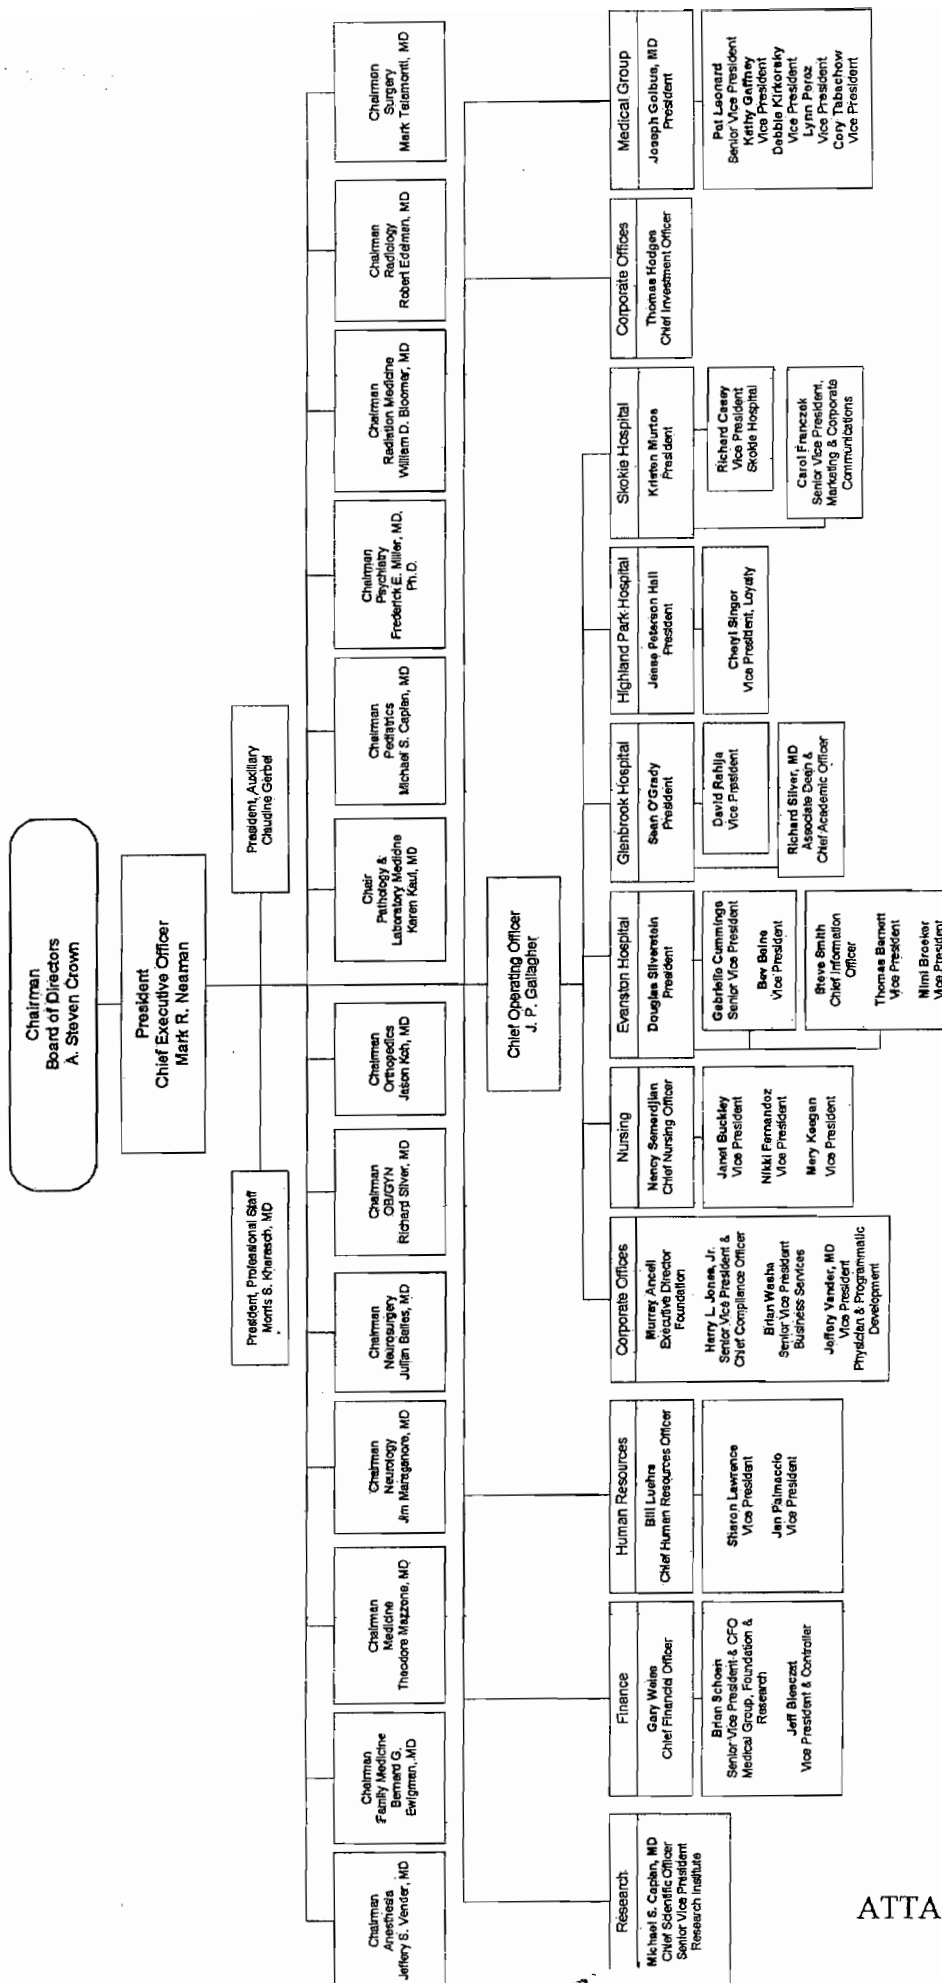 Chairman
Board of Directors
A. Steven Crown
President
Chief Executive Officer
Mark R. Neaman
President, Professional Staff
Morris S. Kharasch, MD
President, Auxiliary
Claudine Gerbel
Chairman
Anesthesia
Jeffery S. Vender, MD
Chairman
Family Medicine
Bernard G.
Ewigman, MD
Chairman
Medicine
Theodore Mazzone, MD
Chairman
Neurology
Jim Maraganore, MD
Chairman
Neurosurgery
Julian Bailes, MD
Chairman
OB/GYN
Richard Silver, MD
Chairman
Orthopedics
Jason Koh, MD
Chair
Pathology &
Laboratory Medicine
Karen Kaul, MD
Chairman
Pediatrics
Michael S. Caplan, MD
Chairman
Psychiatry
Frederick E. Miller, MD,
Ph.D.
Chairman
Radiation Medicine
William D. Bloomer, MD
Chairman
Radiology
Robert Edelman, MD
Chairman
Surgery
Mark Talamonti, MD
Chief Operating Officer
J. P. Gallagher
Research
Michael S. Caplan, MD
Chief Scientific Officer
Senior Vice President
Research Institute
Finance
Gary Weiss
Chief Financial Officer
Brian Schoen
Senior Vice President & CFO
Medical Group, Foundation &
Research
Jeff Bleszat
Vice President & Controller
Human Resources
Bill Luehrs
Chief Human Resources Officer
Sharon Lawrence
Vice President
Jan Palmaccio
Vice President
Corporate Offices
Murray Ancell
Executive Director
Foundation
Harry L. Jones, Jr.
Senior Vice President &
Chief Compliance Officer
Brian Washa
Senior Vice President
Business Services
Jeffery Vender, MD
Vice President
Physician & Programmatic
Development
Nursing
Nancy Semerdjian
Chief Nursing Officer
Janet Buckley
Vice President
Nikki Fernandoz
Vice President
Mary Keegan
Vice President
Evanston Hospital
Douglas Silverstein
President
Gabrielle Cummings
Senior Vice President
Bev Beine
Vice President
Steve Smith
Chief Information
Officer
Thomas Barnett
Vice President
Mimi Broeker
Vice President
Glenbrook Hospital
Sean O'Grady
President
David Rahija
Vice President
Richard Silver, MD
Associate Dean &
Chief Academic Officer
Highland Park Hospital
Jesse Peterson Hall
President
Cheryl Singer
Vice President, Loyalty
Skokie Hospital
Kristen Murtos
President
Richard Casey
Vice President
Skokie Hospital
Carol Franczek
Senior Vice President,
Marketing & Corporate
Communications
Corporate Offices
Thomas Hodges
Chief Investment Officer
Medical Group
Joseph Golbus, MD
President
Pat Leonard
Senior Vice President
Kathy Gaffney
Vice President
Debbie Kirkorsky
Vice President
Lynn Peroz
Vice President
Cory Tabachow
Vice President
ATTA